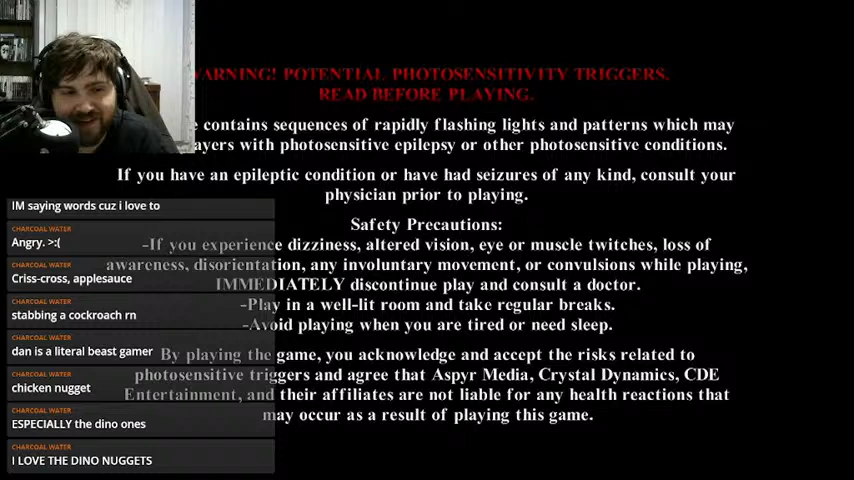 WARNING! POTENTIAL PHOTOSENSITIVITY TRIGGERS.
READ BEFORE PLAYING.
contains sequences of rapidly flashing lights and patterns which may
with photosensitive epilepsy or other photosensitive conditions.
If you have an epileptic condition or have had seizures of any kind, consult your
physician prior to playing.
Safety Precautions:
-If you experience dizziness, altered vision, eye or muscle twitches, loss of
awareness, disorientation, any involuntary movement, or convulsions while playing,
IMMEDIATELY discontinue play and consult a doctor.
-Play in a well-lit room and take regular breaks.
-Avoid playing when you are tired or need sleep.
By playing the game, you acknowledge and accept the risks related to
photosensitive triggers and agree that Aspyr Media, Crystal Dynamics, CDE
Entertainment, and their affiliates are not liable for any health reactions that
may occur as a result of playing this game.
IM saying words cuz i love to
CHARCOAL WATER
Angry. >:(
CHARCOAL WATER
Criss-cross, applesauce
CHARCOAL WATER
stabbing a cockroach rn
CHARCOAL WATER
dan is a literal beast gamer
CHARCOAL WATER
chicken nugget
CHARCOAL WATER
ESPECIALLY the dino ones
CHARCOAL WATER
I LOVE THE DINO NUGGETS